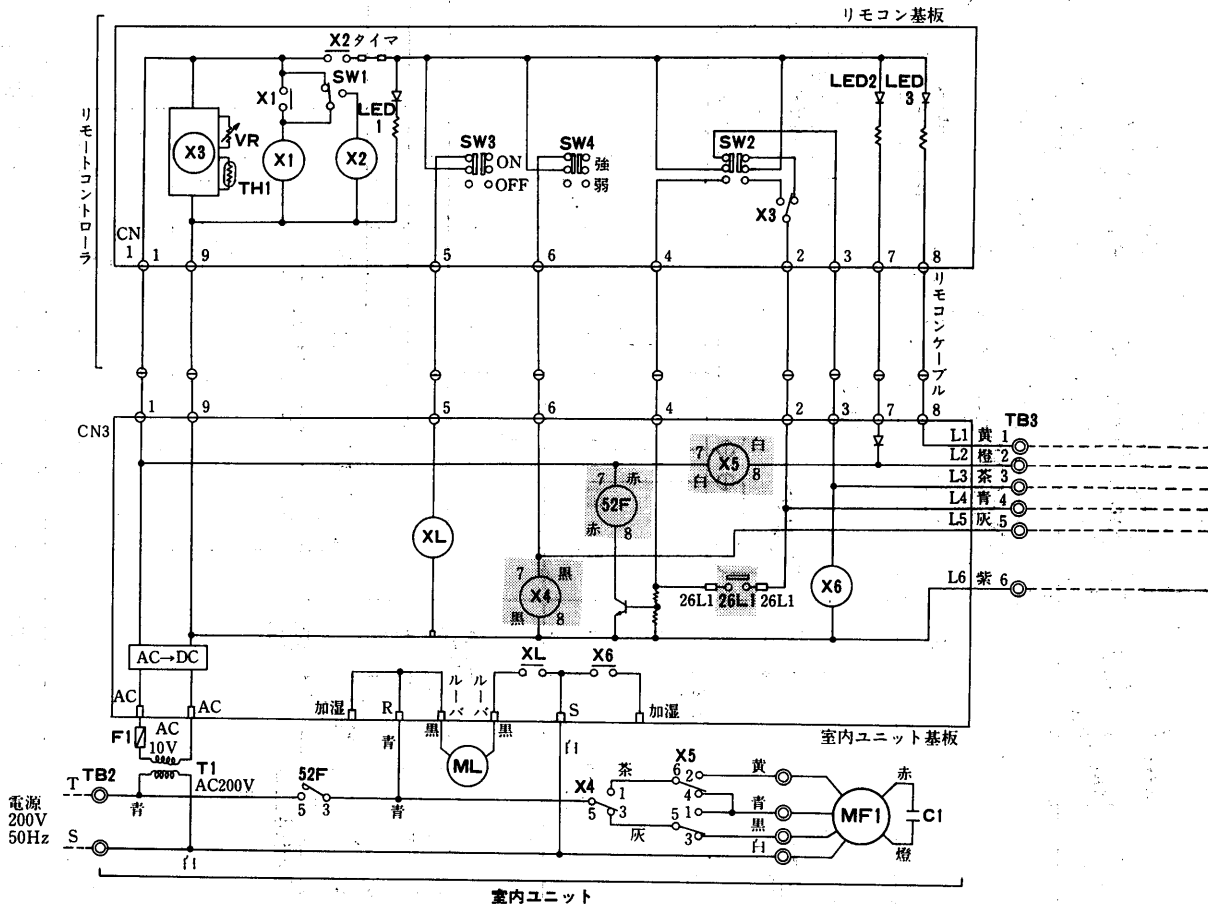 リモコン基板
リモートコントローラ
X2 タイマ
SW1
X1
LED
1
LED2
LED
3
VR
X3
X1
X2
TH1
SW3
ON
OFF
SW4
強
弱
SW2
X3
CN
1
1
9
5
6
4
2
3
7
8
リモコンケーブル
1
9
5
6
4
2
3
7
8
CN3
TB3
L1 黄 1
L2 橙 2
L3 茶 3
L4 青 4
L5 灰 5
L6 紫 6
7
白
X5
白
8
7
赤
52F
赤
8
XL
7
黒
X4
黒
8
26L1
26L1
26L1
X6
AC→DC
XL
X6
AC
AC
加湿
R
黒
ルーバ
ルーバ
黒
S
加湿
室内ユニット基板
F1
AC
10V
青
白
ML
T1
AC200V
TB2
T
青
52F
5
3
青
電源
200V
50Hz
S
白
X4
5
1
3
茶
灰
X5
6
2
4
5
1
3
黄
青
黒
白
MF1
赤
C1
燈
室内ユニット